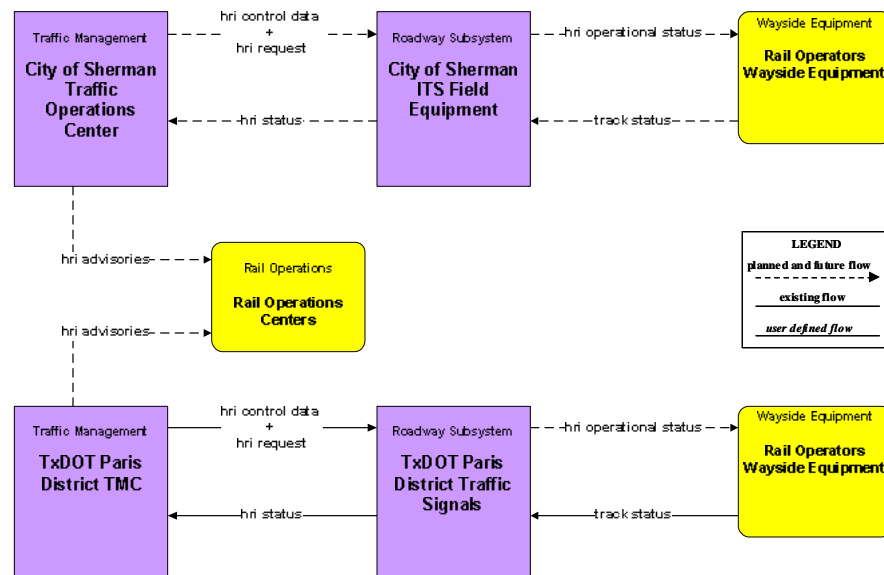 Traffic Management
City of Sherman
Traffic
Operations
Center
hri control data
+
hri request
hri status
Roadway Subsystem
City of Sherman
ITS Field
Equipment
hri operational status
track status
Wayside Equipment
Rail Operators
Wayside Equipment
hri advisories
Rail Operations
Rail Operations
Centers
hri advisories
LEGEND
planned and future flow
existing flow
user defined flow
Traffic Management
TxDOT Paris
District TMC
hri control data
+
hri request
hri status
Roadway Subsystem
TxDOT Paris
District Traffic
Signals
hri operational status
track status
Wayside Equipment
Rail Operators
Wayside Equipment